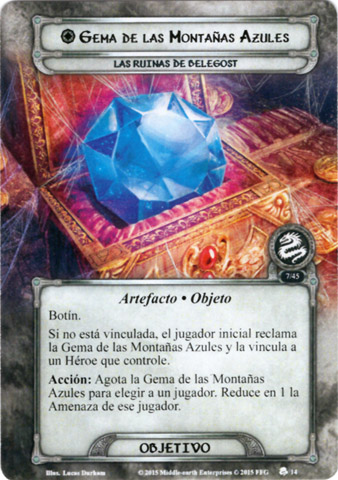 Gema de las Montañas Azules
Las Ruinas de Belegost
7/45
Artefacto • Objeto
Botín.
Si no está vinculada, el jugador inicial reclama
la Gema de las Montañas Azules y la vincula a
un Héroe que controle.
Acción: Agota la Gema de las Montañas
Azules para elegir a un jugador. Reduce en 1 la
Amenaza de ese jugador.
OBJETIVO
Illus. Lucas Durham
©2015 Middle-earth Enterprises © 2015 FFG
14